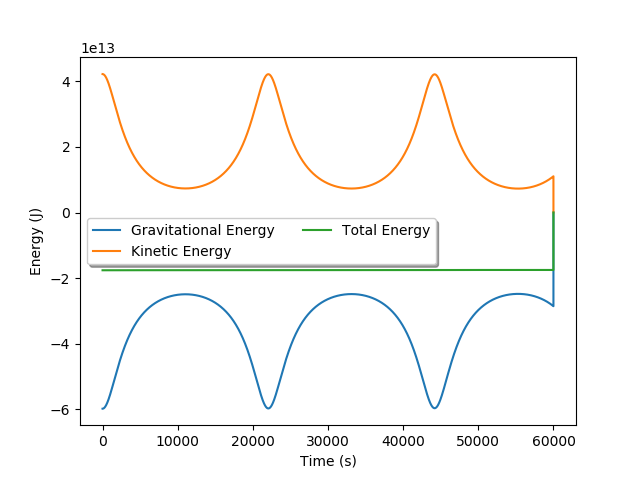 1e13
4
2
0
−2
−4
−6
Energy (J)
Gravitational Energy
Kinetic Energy
Total Energy
0
10000
20000
30000
40000
50000
60000
Time (s)